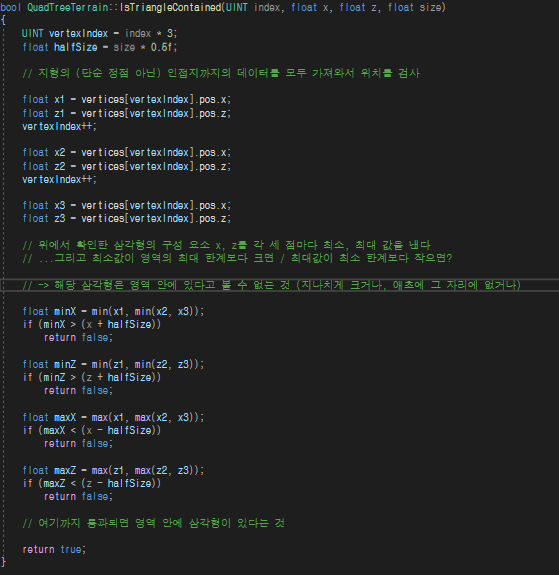 bool QuadTreeTerrain::IsTriangleContained(UINT index, float x, float z, float size)
{
UINT vertexIndex = index * 3;
float halfSize = size * 0.5f;
// 지형의 (단순 정점 아닌) 인접지까지의 데이터를 모두 가져와서 위치를 검사
float x1 = vertices[vertexIndex].pos.x;
float z1 = vertices[vertexIndex].pos.z;
vertexIndex++;
float x2 = vertices[vertexIndex].pos.x;
float z2 = vertices[vertexIndex].pos.z;
vertexIndex++;
float x3 = vertices[vertexIndex].pos.x;
float z3 = vertices[vertexIndex].pos.z;
// 위에서 확인한 삼각형의 구성 요소 x, z를 각 세 점마다 최소, 최대 값을 낸다
// ...그리고 최소값이 영역의 최대 한계보다 크면 / 최대값이 최소 한계보다 작으면?
// -> 해당 삼각형은 영역 안에 있다고 볼 수 없는 것 (지나치게 크거나, 애초에 그 자리에 없거나)
float minX = min(x1, min(x2, x3));
if (minX > (x + halfSize))
return false;
float minZ = min(z1, min(z2, z3));
if (minZ > (z + halfSize))
return false;
float maxX = max(x1, max(x2, x3));
if (maxX < (x - halfSize))
return false;
float maxZ = max(z1, max(z2, z3));
if (maxZ < (z - halfSize))
return false;
// 여기까지 통과되면 영역 안에 삼각형이 있다는 것
return true;
}